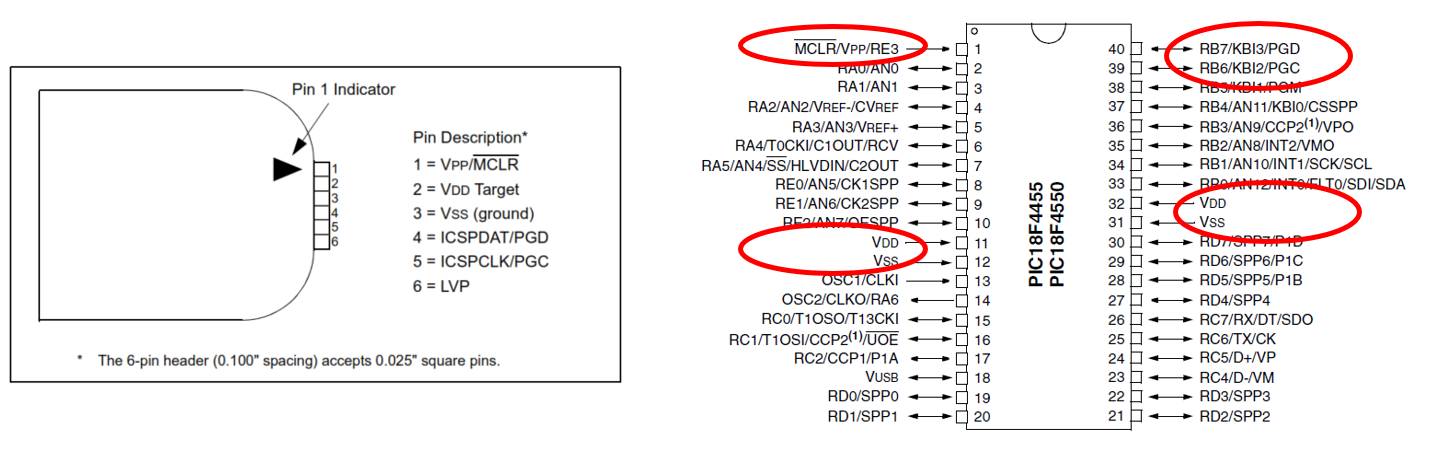 Pin 1 Indicator
Pin Description*
1 = VPP/MCLR
2 = VDD Target
3 = VSS (ground)
4 = ICSPDAT/PGD
5 = ICSPCLK/PGC
6 = LVP
1
2
3
4
5
6
* The 6-pin header (0.100" spacing) accepts 0.025" square pins.
MCLR/VPP/RE3 1
RA0/AN0 2
RA1/AN1 3
RA2/AN2/VREF-/CVREF 4
RA3/AN3/VREF+ 5
RA4/T0CKI/C1OUT/RCV 6
RA5/AN4/SS/HLVDIN/C2OUT 7
RE0/AN5/CK1SPP 8
RE1/AN6/CK2SPP 9
RE2/AN7/OESPP 10
VDD 11
VSS 12
OSC1/CLKI 13
OSC2/CLKO/RA6 14
RC0/T1OSO/T13CKI 15
RC1/T1OSI/CCP2(1)/UOE 16
RC2/CCP1/P1A 17
VUSB 18
RD0/SPP0 19
RD1/SPP1 20
PIC18F4455
PIC18F4550
40 RB7/KBI3/PGD
39 RB6/KBI2/PGC
38 RB5/KBI1/PGM
37 RB4/AN11/KBI0/CSSPP
36 RB3/AN9/CCP2(1)/VPO
35 RB2/AN8/INT2/VMO
34 RB1/AN10/INT1/SCK/SCL
33 RB0/AN12/INT0/FLT0/SDI/SDA
32 VDD
31 VSS
30 RD7/SPP7/P1D
29 RD6/SPP6/P1C
28 RD5/SPP5/P1B
27 RD4/SPP4
26 RC7/RX/DT/SDO
25 RC6/TX/CK
24 RC5/D+/VP
23 RC4/D-/VM
22 RD3/SPP3
21 RD2/SPP2